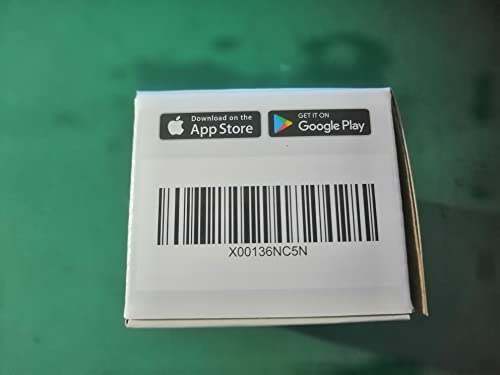 Download on the
App Store
GET IT ON
Google Play
X00136NC5N